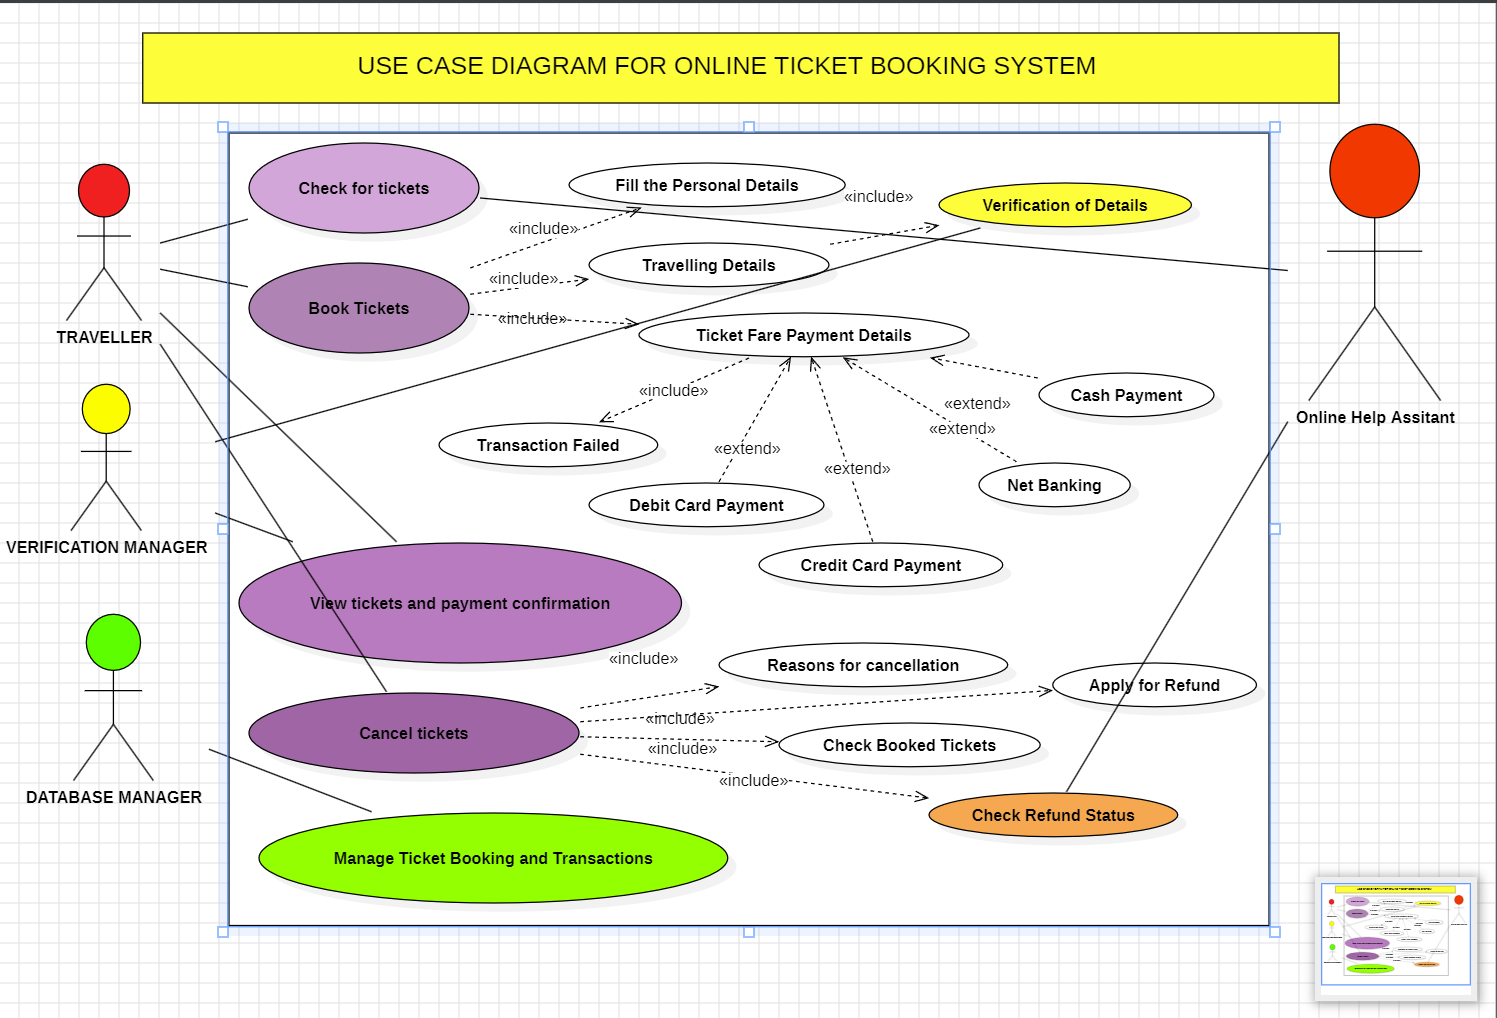 USE CASE DIAGRAM FOR ONLINE TICKET BOOKING SYSTEM
Check for tickets
Fill the Personal Details
«include»
Verification of Details
«include»
Travelling Details
«include»
Book Tickets
«include»
TRAVELLER
Ticket Fare Payment Details
«include»
Cash Payment
«extend»
Online Help Assitant
«extend»
Transaction Failed
«extend»
«extend»
Net Banking
Debit Card Payment
VERIFICATION MANAGER
Credit Card Payment
View tickets and payment confirmation
«include»
Reasons for cancellation
Apply for Refund
«include»
Cancel tickets
«include»
Check Booked Tickets
«include»
DATABASE MANAGER
Check Refund Status
Manage Ticket Booking and Transactions